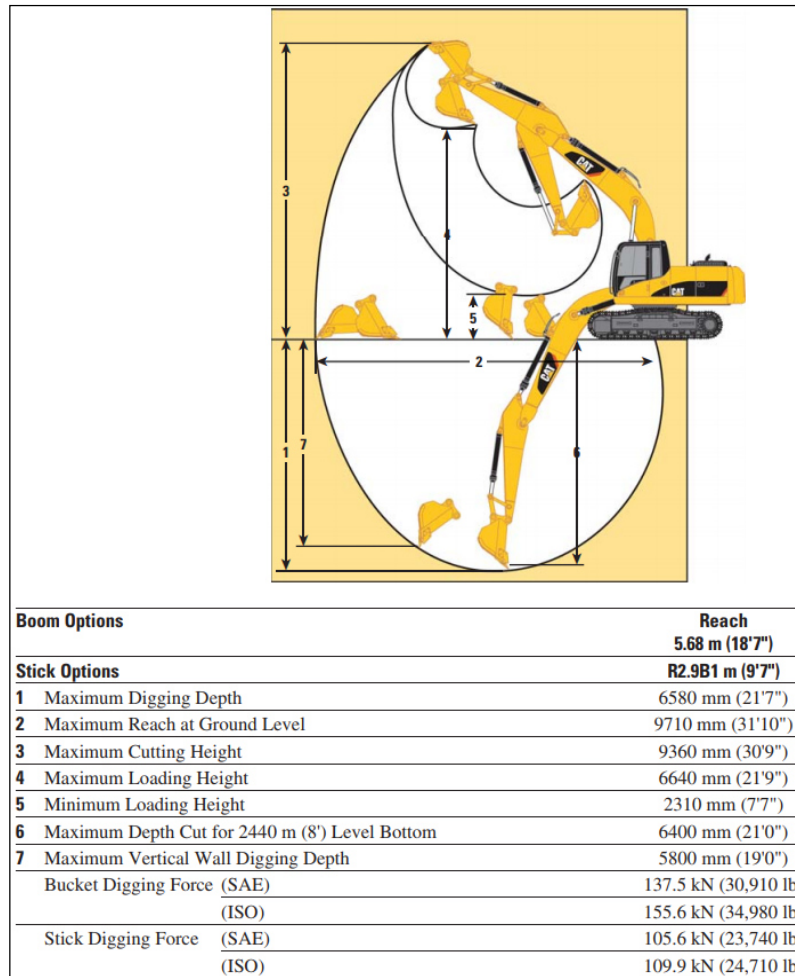 3
4
5
2
1
7
6
CAT
CAT
CAT
Boom Options Reach
5.68 m (18'7")
Stick Options R2.9B1 m (9'7")
1 Maximum Digging Depth 6580 mm (21'7")
2 Maximum Reach at Ground Level 9710 mm (31'10")
3 Maximum Cutting Height 9360 mm (30'9")
4 Maximum Loading Height 6640 mm (21'9")
5 Minimum Loading Height 2310 mm (7'7")
6 Maximum Depth Cut for 2440 m (8') Level Bottom 6400 mm (21'0")
7 Maximum Vertical Wall Digging Depth 5800 mm (19'0")
Bucket Digging Force (SAE) 137.5 kN (30,910 lb
(ISO) 155.6 kN (34,980 lb
Stick Digging Force (SAE) 105.6 kN (23,740 lb
(ISO) 109.9 kN (24,710 lb